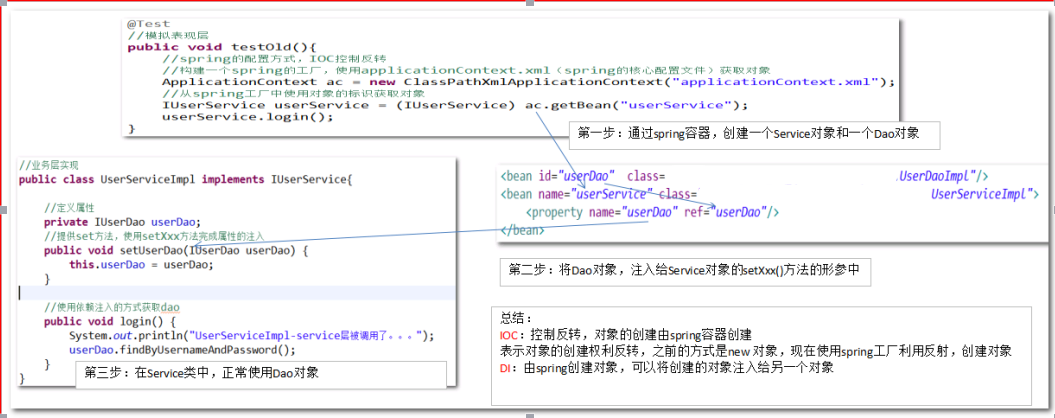 @Test
//模拟表现层
public void testOld(){
//spring的配置方式，IOC控制反转
//构建一个spring的工厂，使用applicationContext.xml（spring的核心配置文件）获取对象
ApplicationContext ac = new ClassPathXmlApplicationContext("applicationContext.xml");
//从spring工厂中使用对象的标识获取对象
IUserService userService = (IUserService) ac.getBean("userService");
userService.login();
}
第一步：通过spring容器，创建一个Service对象和一个Dao对象
//业务层实现
public class UserServiceImpl implements IUserService{
//定义属性
private IUserDao userDao;
//提供set方法，使用setXxx方法完成属性的注入
public void setUserDao(IUserDao userDao) {
this.userDao = userDao;
}
//使用依赖注入的方式获取dao
public void login() {
System.out.println("UserServiceImpl-service层被调用了。。。");
userDao.findByUsernameAndPassword();
}
}
第三步：在Service类中，正常使用Dao对象
<bean id="userDao" class= .UserDaoImpl"/>
<bean name="userService" class= UserServiceImpl">
<property name="userDao" ref="userDao"/>
</bean>
第二步：将Dao对象，注入给Service对象的setXxx()方法的形参中
总结：
IOC：控制反转，对象的创建由spring容器创建
表示对象的创建权利反转，之前的方式是new 对象，现在使用spring工厂利用反射，创建对象
DI：由spring创建对象，可以将创建的对象注入给另一个对象